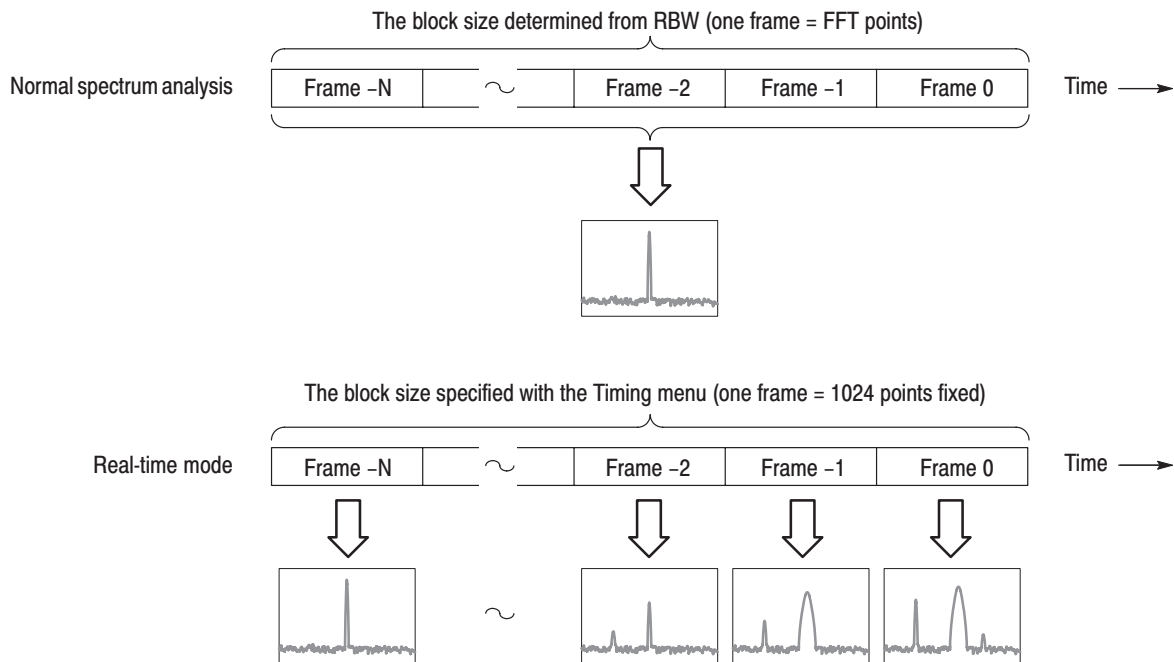 The block size determined from RBW (one frame = FFT points)
Normal spectrum analysis
Frame –N
Frame –2
Frame –1
Frame 0
Time
The block size specified with the Timing menu (one frame = 1024 points fixed)
Real-time mode
Frame –N
Frame –2
Frame –1
Frame 0
Time